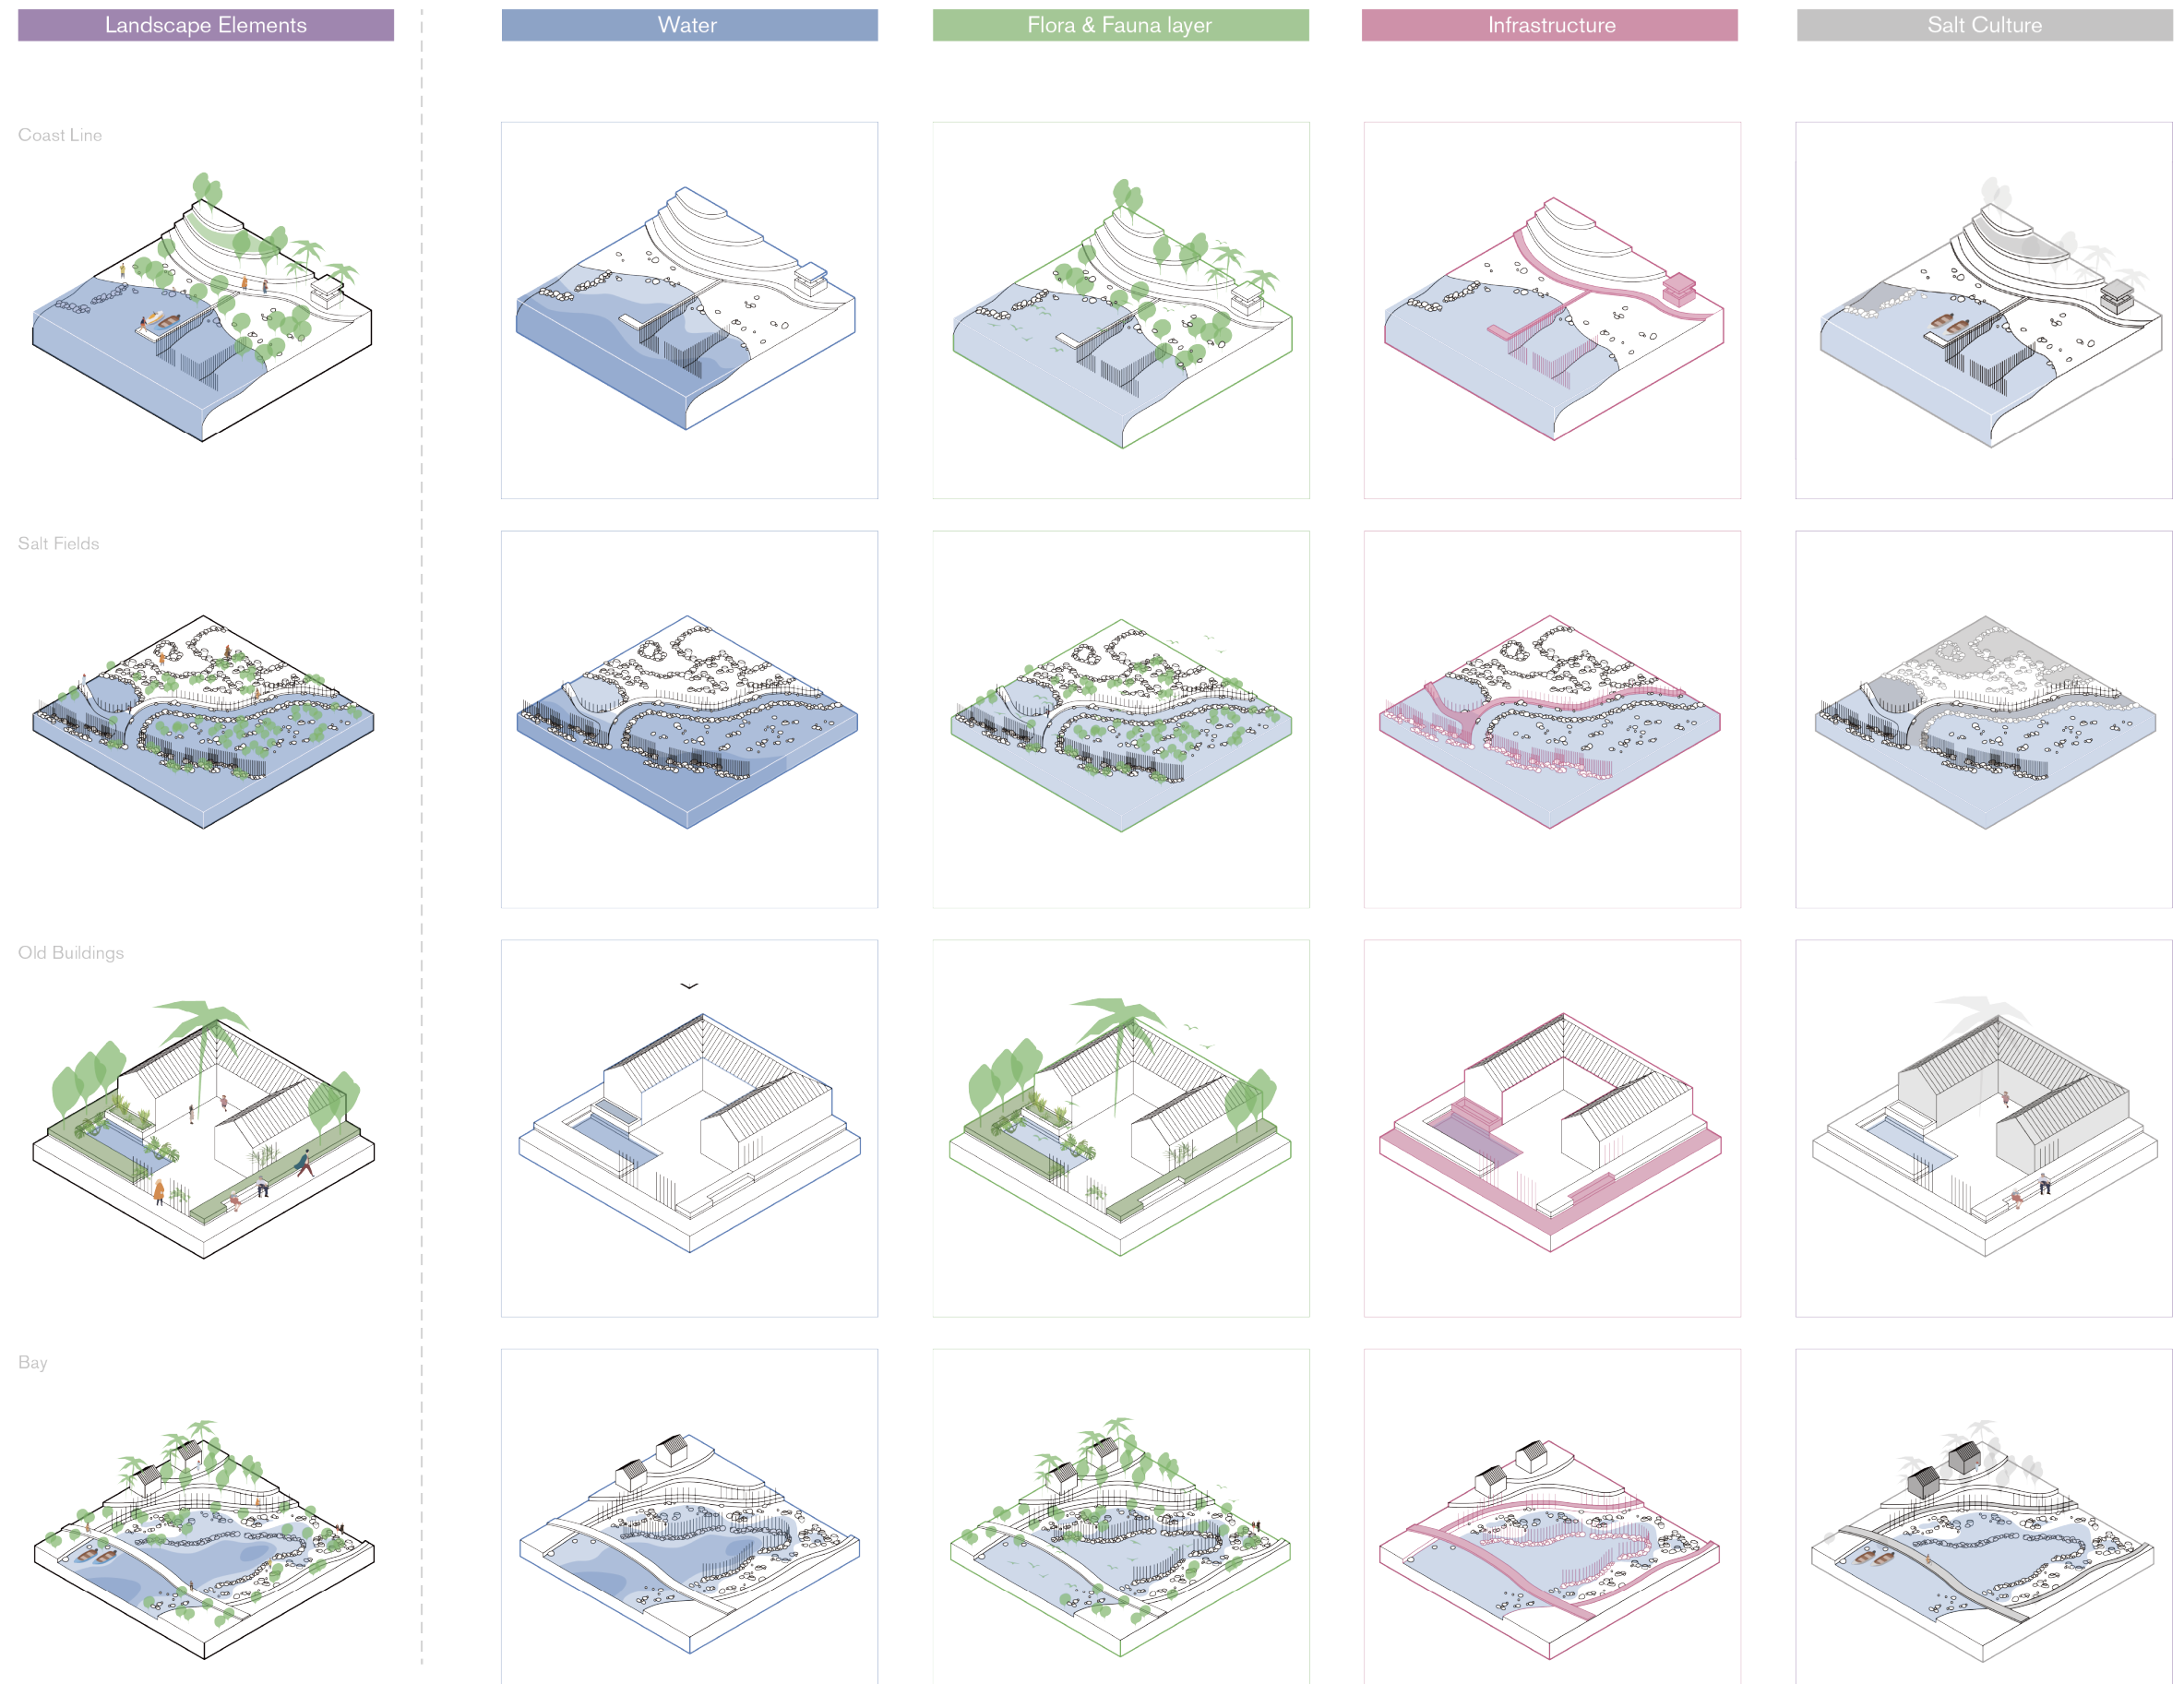 Landscape Elements
Water
Flora & Fauna layer
Infrastructure
Salt Culture
Coast Line
Salt Fields
Old Buildings
Bay